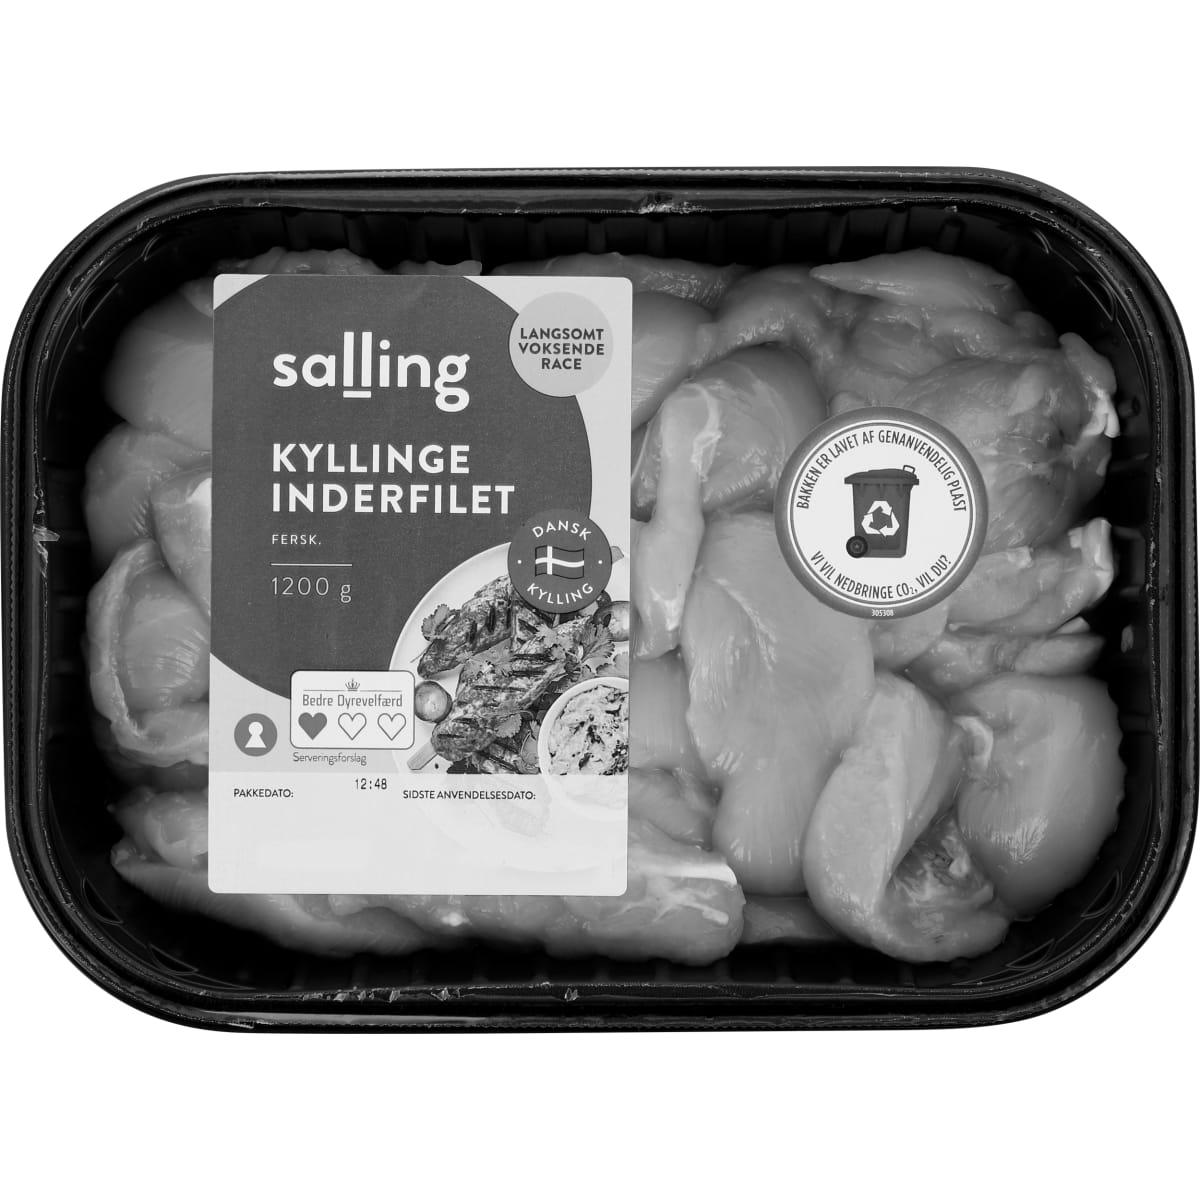 salling
LANGSOMT
VOKSENDE
RACE
KYLLINGE
INDERFILET
FERSK.
1200 g
DANSK
KYLLING
Bedre Dyrevelfærd
Serveringsforslag
PAKKEDATO:
12:48
SIDSTE ANVENDELSESDATO:
BAKKEN ER LAVET AF GENANVENDELIG PLAST
VI VIL NEDBRINGE CO₂, VIL DU?
305308